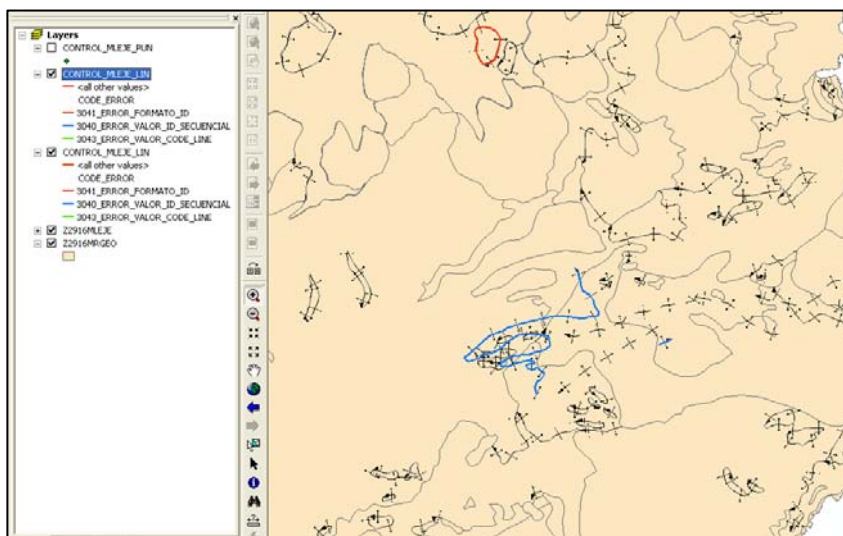 Layers
CONTROL_MLEJE_PUN
CONTROL_MLEJE_LIN
<all other values>
CODE_ERROR
3041_ERROR_FORMATO_ID
3040_ERROR_VALOR_ID_SECUENCIAL
3043_ERROR_VALOR_CODE_LINE
CONTROL_MLEJE_LIN
<all other values>
CODE_ERROR
3041_ERROR_FORMATO_ID
3040_ERROR_VALOR_ID_SECUENCIAL
3043_ERROR_VALOR_CODE_LINE
Z2916MLEJE
Z2916MRGEO